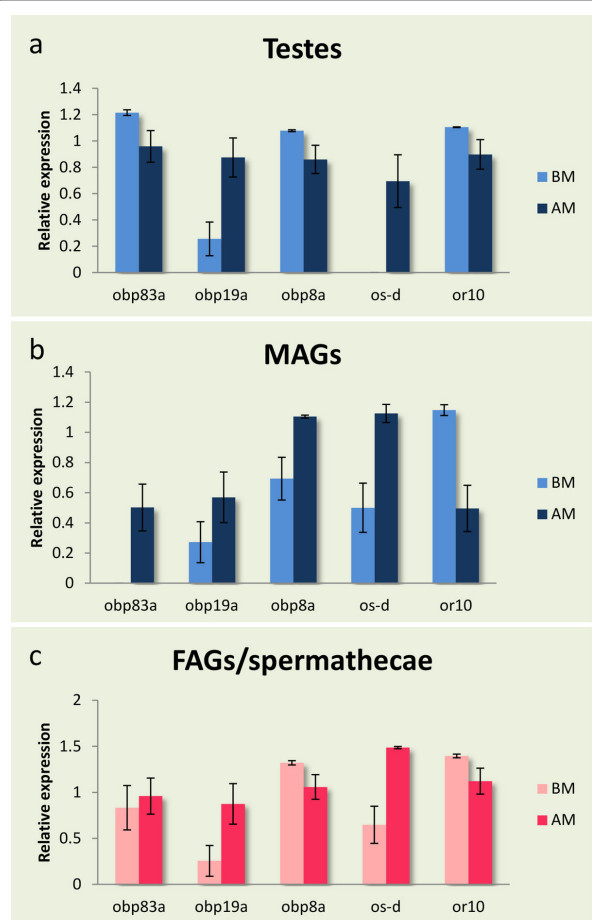 a
Testes
Relative expression
1.4
1.2
1
0.8
0.6
0.4
0.2
0
obp83a obp19a obp8a os-d or10
BM
AM
b
MAGs
Relative expression
1.4
1.2
1
0.8
0.6
0.4
0.2
0
obp83a obp19a obp8a os-d or10
BM
AM
c
FAGs/spermathecae
Relative expression
2
1.5
1
0.5
0
obp83a obp19a obp8a os-d or10
BM
AM